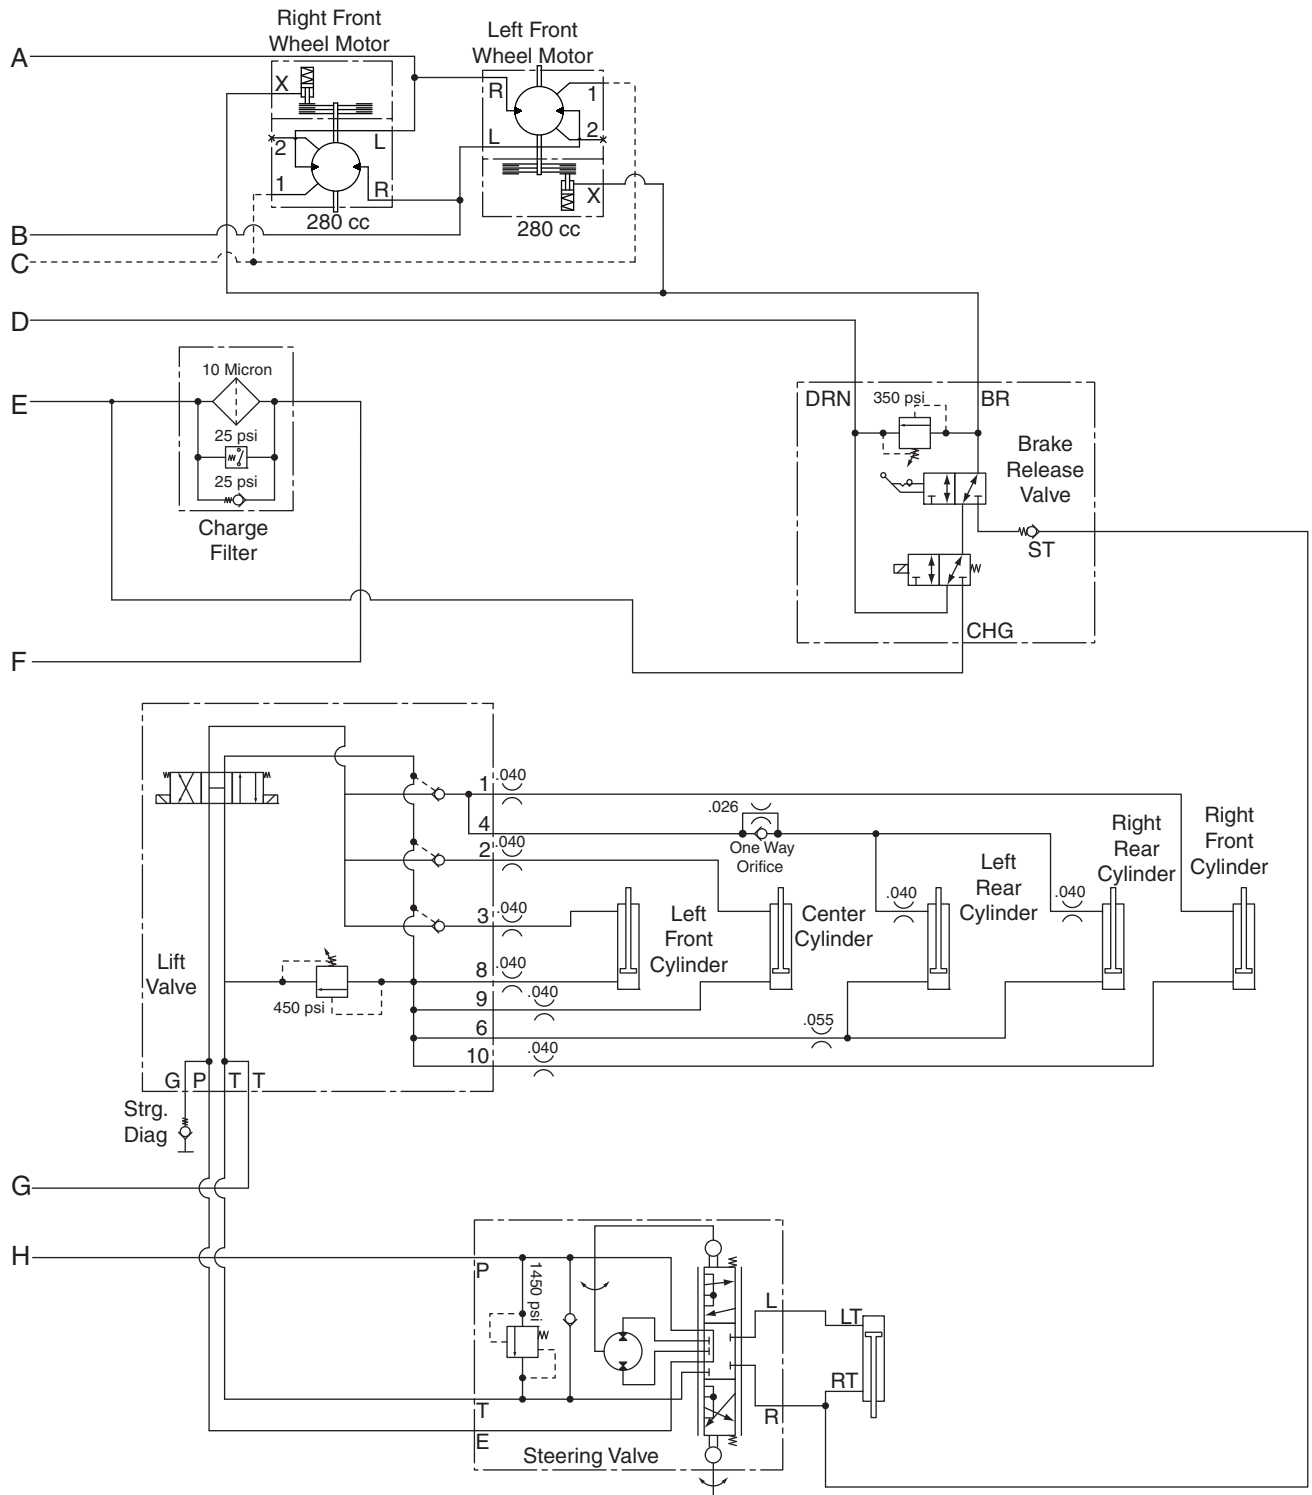 Right Front
Wheel Motor
Left Front
Wheel Motor
A
X
R
1
2
L
L
2
1
R
X
280 cc
280 cc
B
C
D
10 Micron
E
25 psi
25 psi
Charge
Filter
DRN
350 psi
BR
Brake
Release
Valve
ST
CHG
F
1
.040
4
.026
2
.040
One Way
Orifice
3
.040
Left
Front
Cylinder
Center
Cylinder
.040
Left
Rear
Cylinder
.040
Right
Rear
Cylinder
Right
Front
Cylinder
Lift
Valve
450 psi
8
.040
9
.040
6
.055
10
.040
G P T T
Strg.
Diag
G
H
P
1450 psi
L
LT
RT
R
T
E
Steering Valve